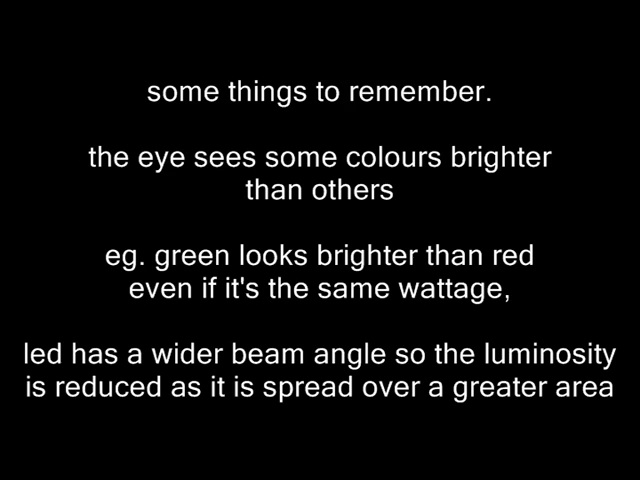 some things to remember.
the eye sees some colours brighter
than others
eg. green looks brighter than red
even if it's the same wattage,
led has a wider beam angle so the luminosity
is reduced as it is spread over a greater area